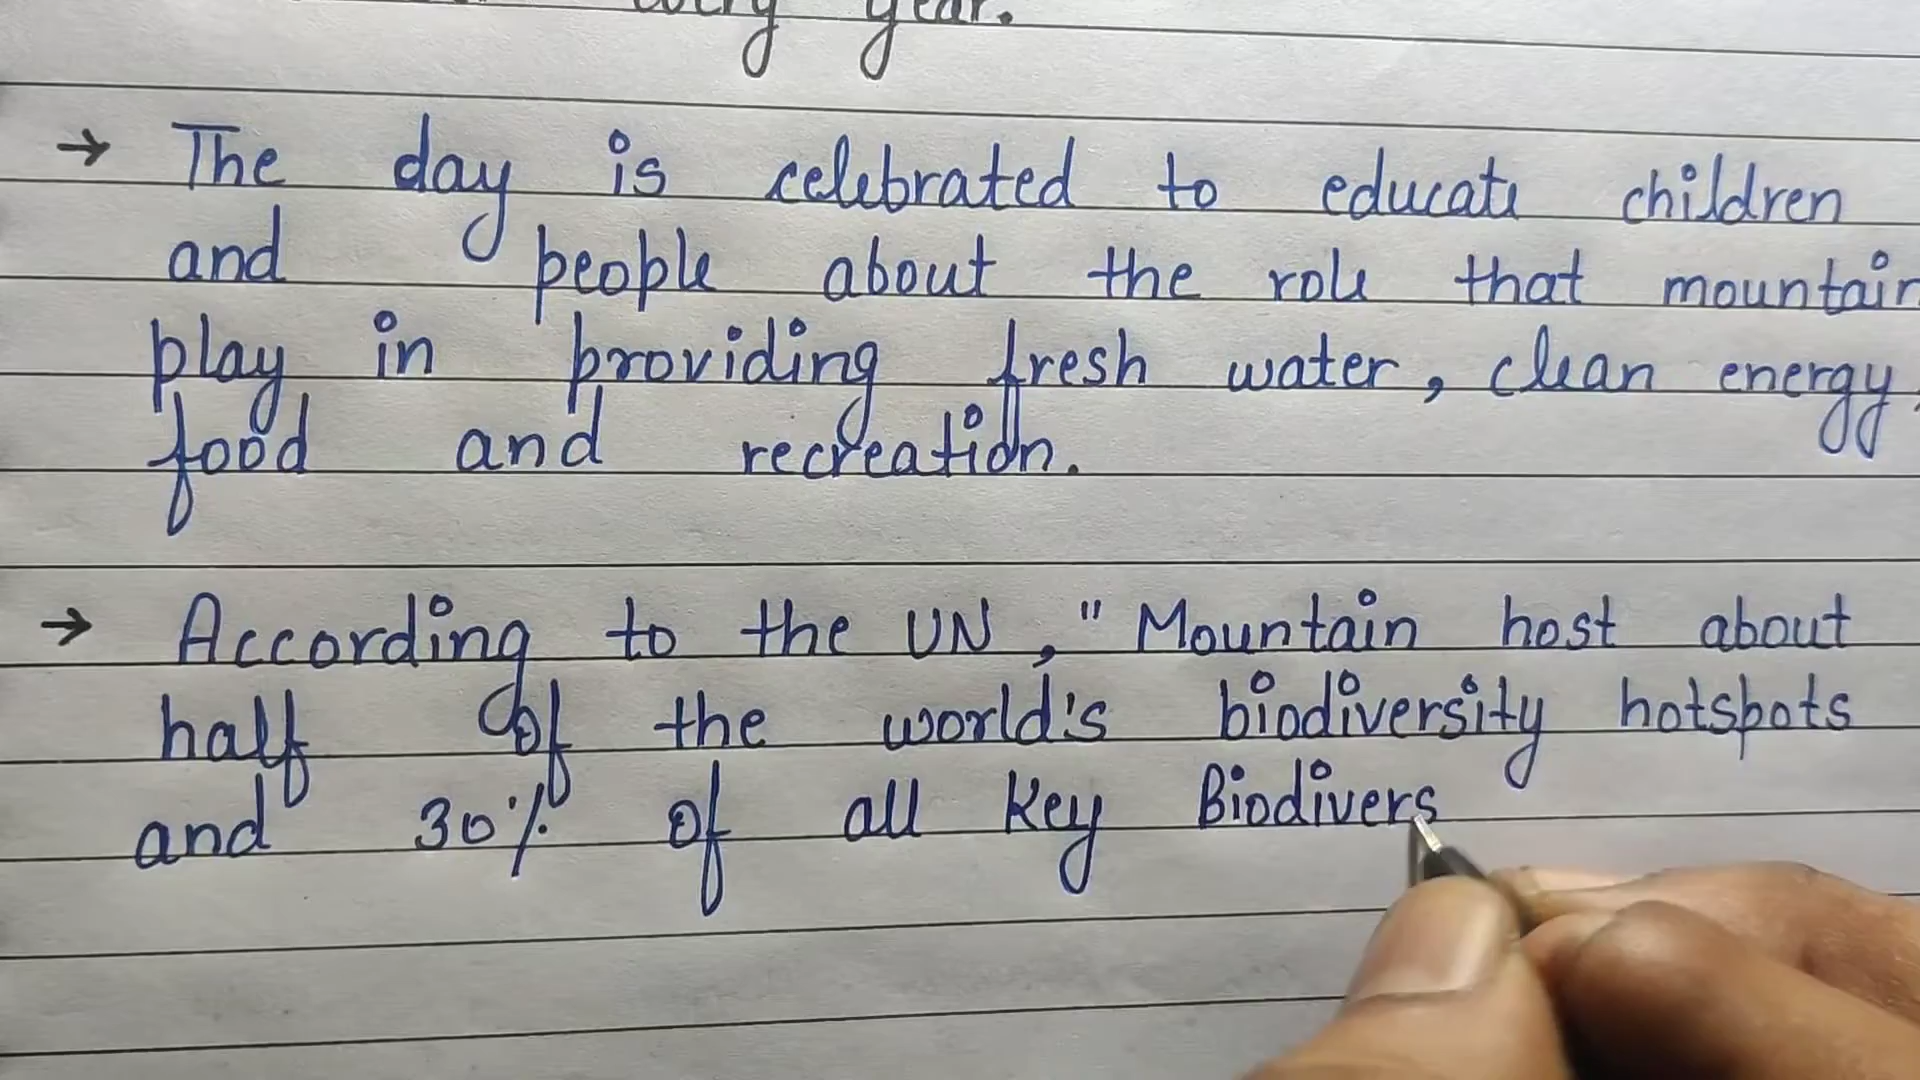 every year.
→ The day is celebrated to educate children
and people about the role that mountain
play in providing fresh water, clean energy,
food and recreation.
→ According to the UN, "Mountain host about
half of the world's biodiversity hotspots
and 30% of all Key Biodivers